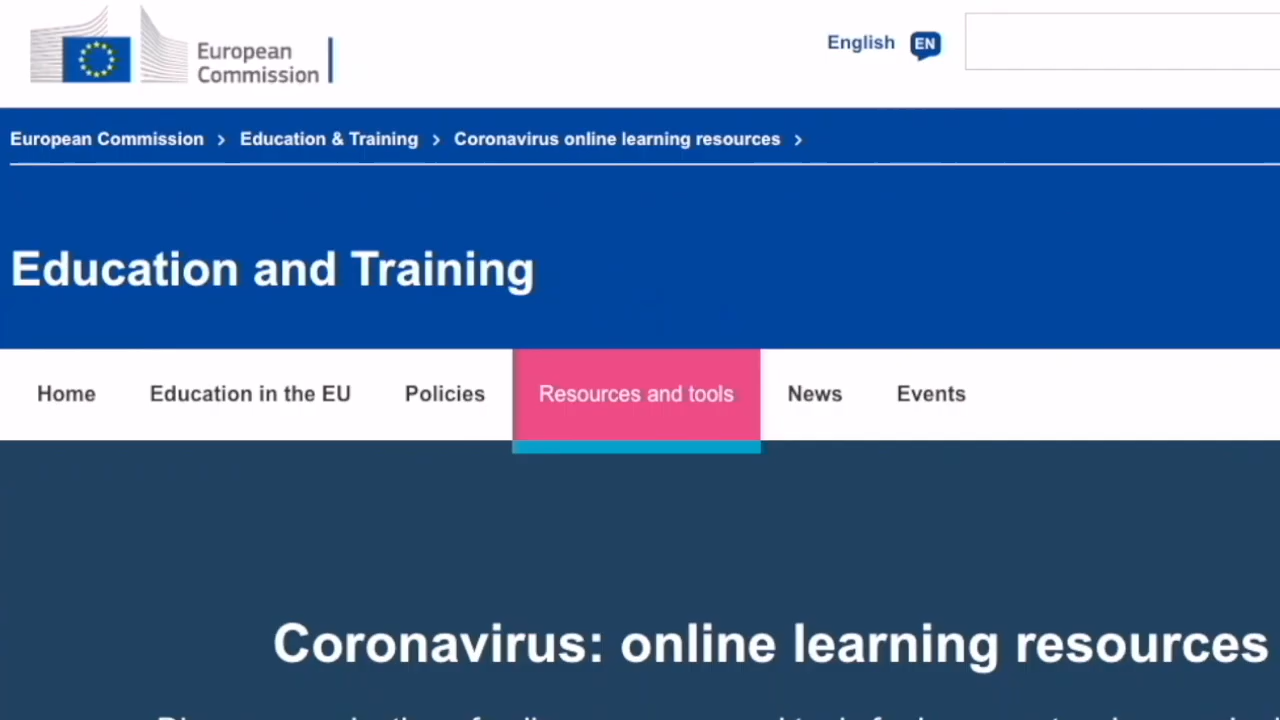 European
Commission
English EN
European Commission > Education & Training > Coronavirus online learning resources >
Education and Training
Home Education in the EU Policies Resources and tools News Events
Coronavirus: online learning resources